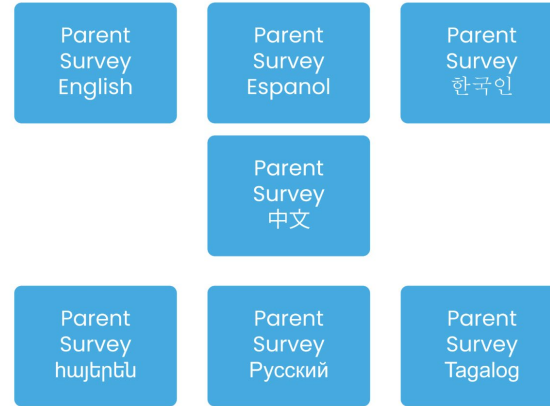 Parent
Survey
English
Parent
Survey
Espanol
Parent
Survey
한국인
Parent
Survey
中文
Parent
Survey
հայերեն
Parent
Survey
Русский
Parent
Survey
Tagalog